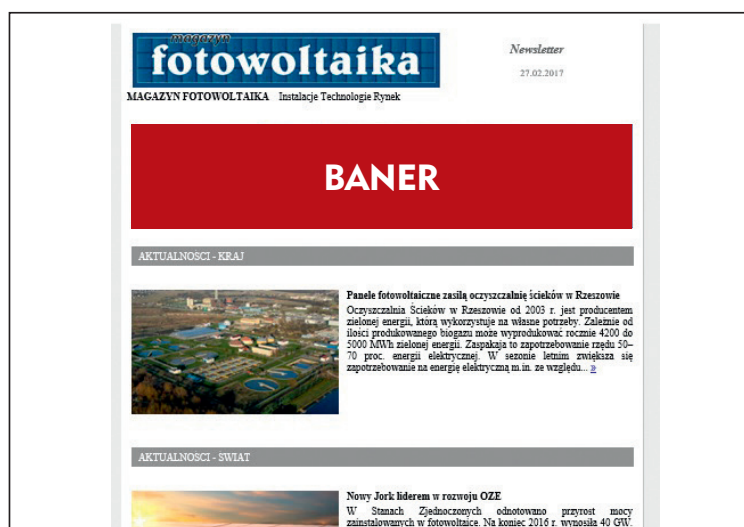 magazyn
fotowoltaika
Newsletter
27.02.2017
MAGAZYN FOTOWOLTAIKA Instalacje Technologie Rynek
BANER
AKTUALNOŚCI - KRAJ
Panele fotowoltaiczne zasilą oczyszczalnię ścieków w Rzeszowie
Oczyszczalnia Ścieków w Rzeszowie od 2003 r. jest producentem
zielonej energii, którą wykorzystuje na własne potrzeby. Zależnie od
ilości produkowanego biogazu może wyprodukować rocznie 4200 do
5000 MWh zielonej energii. Zaspakaja to zapotrzebowanie rzędu 50–
70 proc. energii elektrycznej. W sezonie letnim zwiększa się
zapotrzebowanie na energię elektryczną m.in. ze względu... »
AKTUALNOŚCI - ŚWIAT
Nowy Jork liderem w rozwoju OZE
W Stanach Zjednoczonych odnotowano przyrost mocy
zainstalowanych w fotowoltaice. Na koniec 2016 r. wynosiła 40 GW.